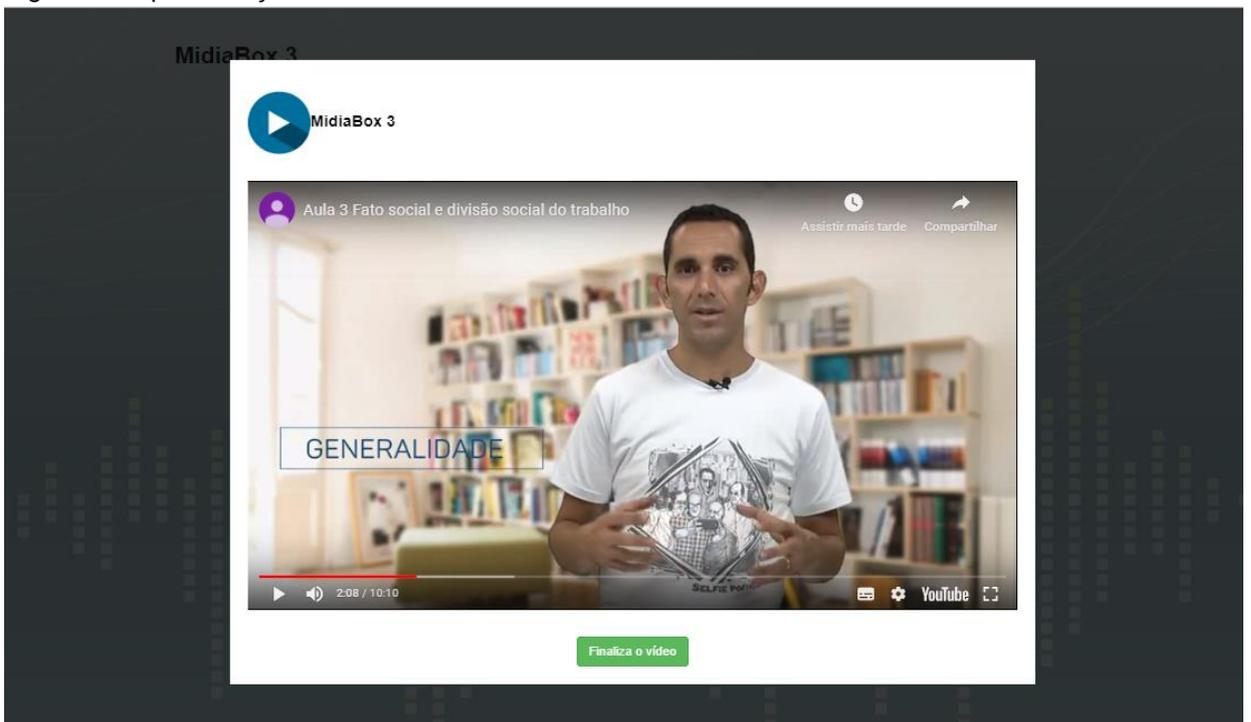 MidiaBox 3
MidiaBox 3
Aula 3 Fato social e divisão social do trabalho
Assistir mais tarde Compartilhar
GENERALIDADE
SELFIE
2:08 / 10:10
YouTube
Finaliza o vídeo